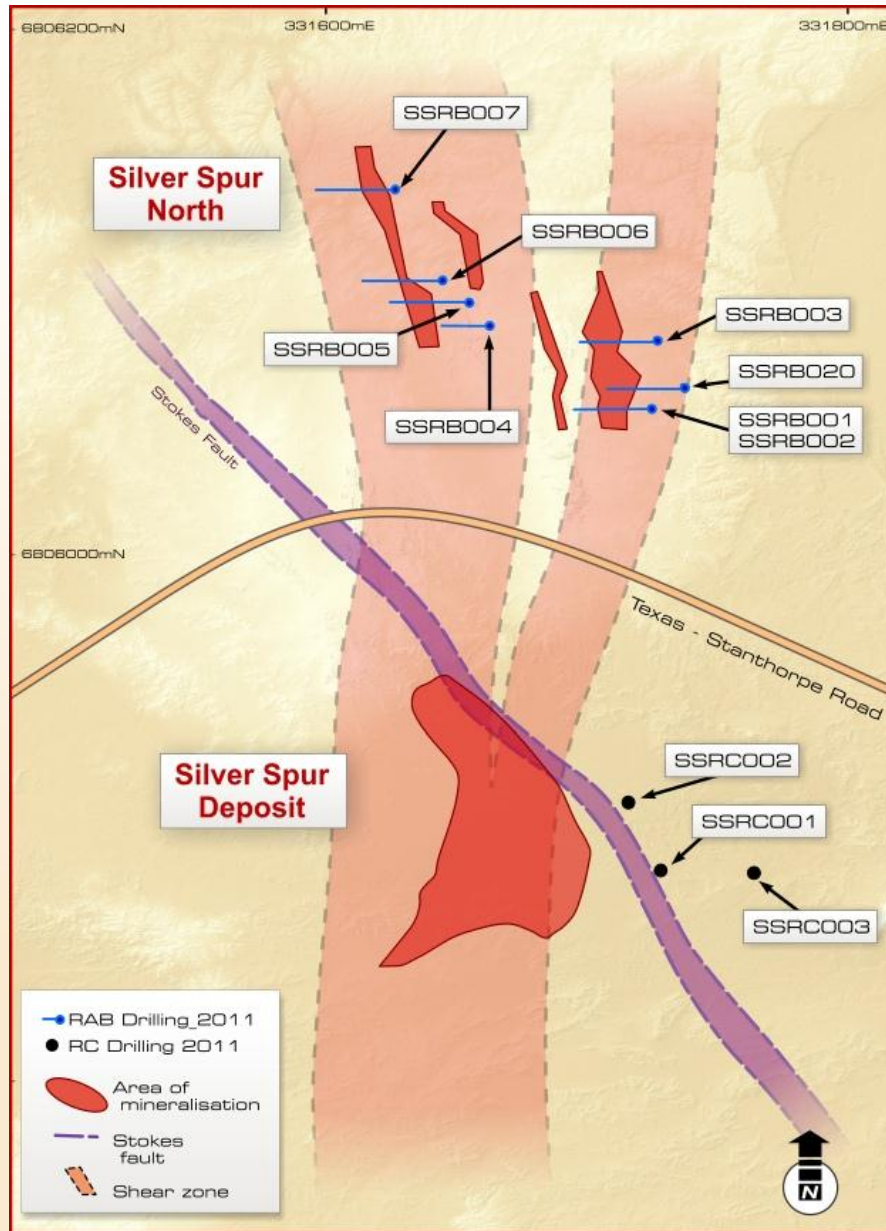 6806200mN
331600mE
331800mE
SSRB007
Silver Spur
North
SSRB006
SSRB003
SSRB005
SSRB020
SSRB004
SSRB001
SSRB002
Stokes Fault
6806000mN
Texas - Stanthorpe Road
Silver Spur
Deposit
SSRC002
SSRC001
SSRC003
RAB Drilling_2011
RC Drilling 2011
Area of
mineralisation
Stokes
fault
Shear zone
N